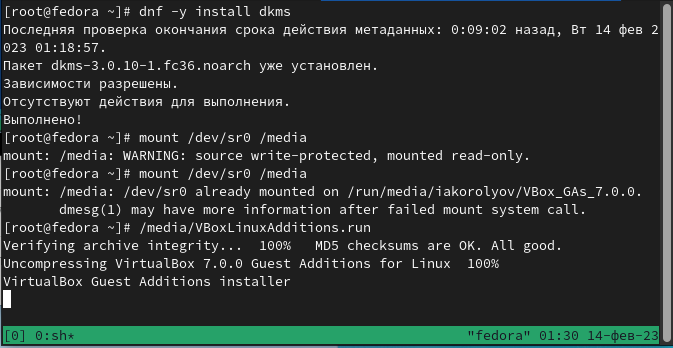 [root@fedora ~]# dnf -y install dkms
Последняя проверка окончания срока действия метаданных: 0:09:02 назад, Вт 14 фев 2
023 01:18:57.
Пакет dkms-3.0.10-1.fc36.noarch уже установлен.
Зависимости разрешены.
Отсутствуют действия для выполнения.
Выполнено!
[root@fedora ~]# mount /dev/sr0 /media
mount: /media: WARNING: source write-protected, mounted read-only.
[root@fedora ~]# mount /dev/sr0 /media
mount: /media: /dev/sr0 already mounted on /run/media/iakorolyov/VBox_GAs_7.0.0.
       dmesg(1) may have more information after failed mount system call.
[root@fedora ~]# /media/VBoxLinuxAdditions.run
Verifying archive integrity...  100%   MD5 checksums are OK. All good.
Uncompressing VirtualBox 7.0.0 Guest Additions for Linux  100%
VirtualBox Guest Additions installer
[0] 0:sh* "fedora" 01:30 14-фев-23